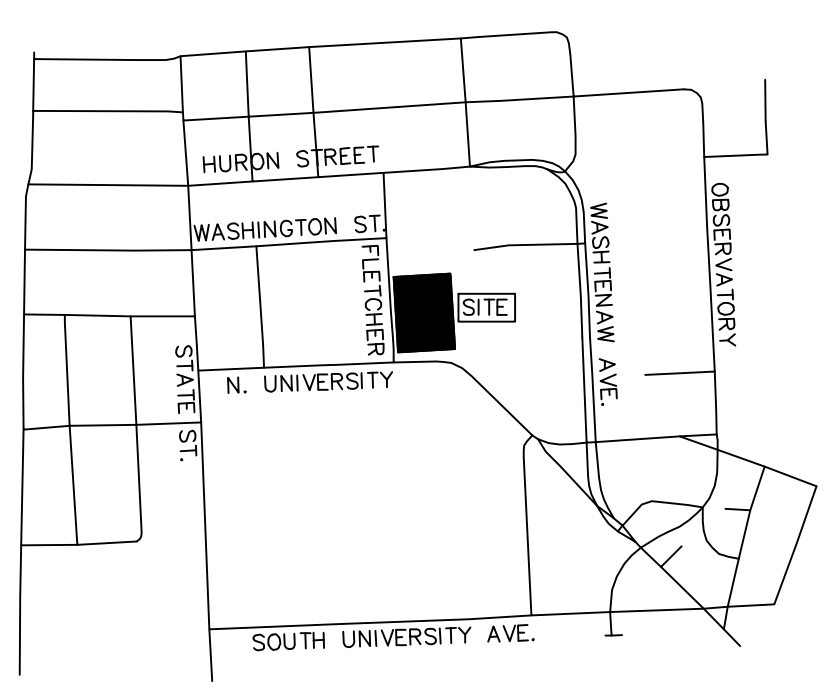 HURON STREET
WASHINGTON ST.
FLETCHER
SITE
WASHTENAW AVE.
OBSERVATORY
STATE ST.
N. UNIVERSITY
SOUTH UNIVERSITY AVE.